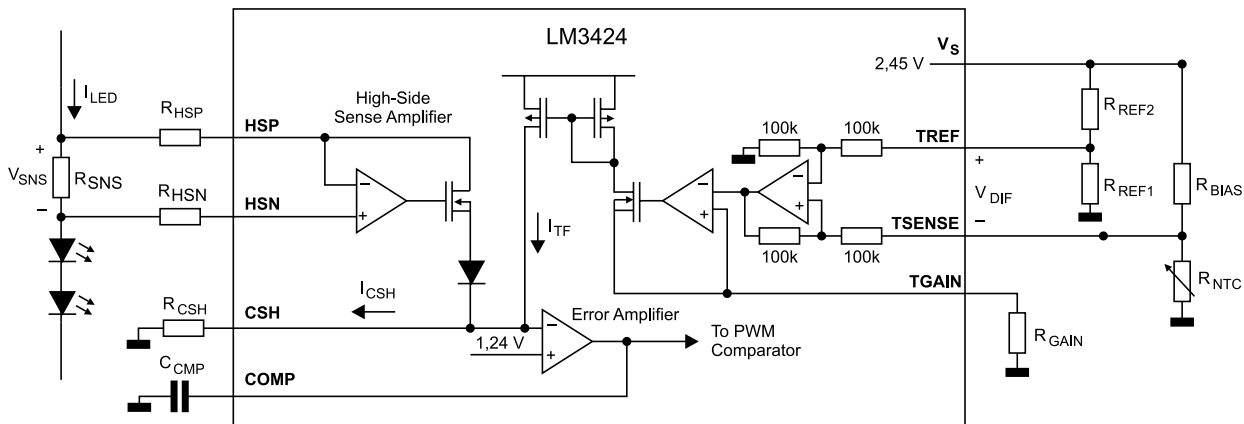 LM3424
V_S
2,45 V
I_LED
R_HSP
HSP
High-Side
Sense Amplifier
+
V_SNS
R_SNS
−
R_HSN
HSN
−
+
I_TF
100k
100k
TREF
−
+
−
+
100k
100k
TSENSE
+
V_DIF
−
R_REF2
R_REF1
R_BIAS
R_NTC
TGAIN
R_GAIN
I_CSH
R_CSH
CSH
Error Amplifier
−
1,24 V
+
To PWM
Comparator
C_CMP
COMP